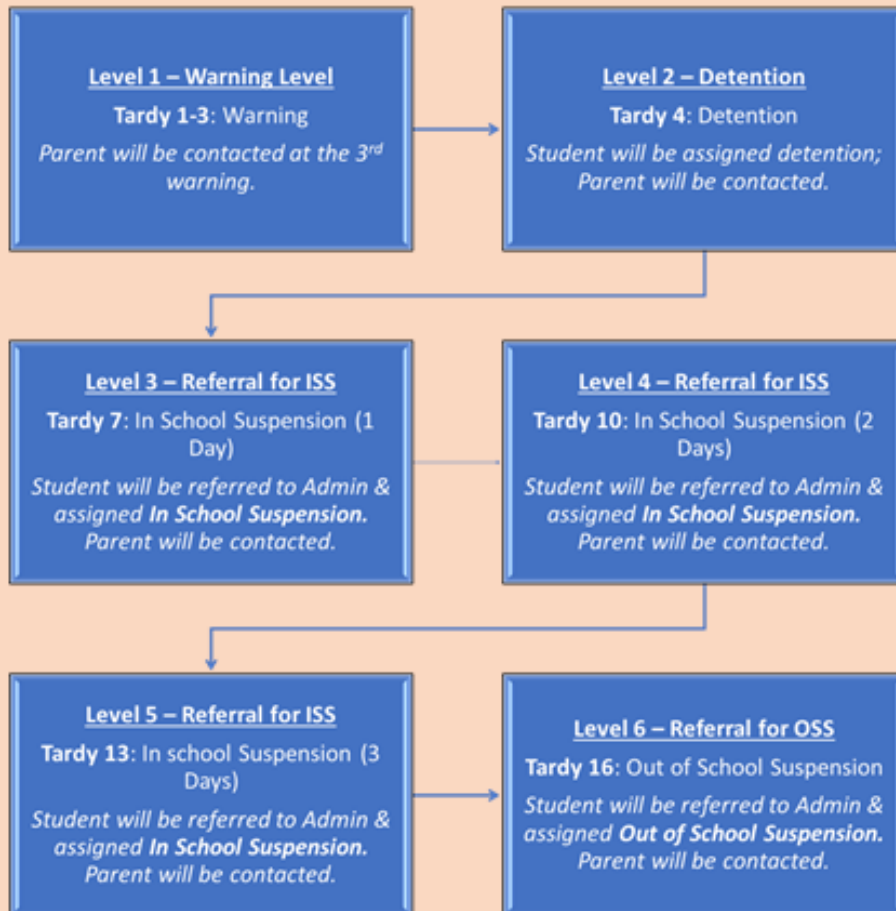 Level 1 – Warning Level
Tardy 1-3: Warning
Parent will be contacted at the 3rd
warning.
Level 2 – Detention
Tardy 4: Detention
Student will be assigned detention;
Parent will be contacted.
Level 3 – Referral for ISS
Tardy 7: In School Suspension (1
Day)
Student will be referred to Admin &
assigned In School Suspension.
Parent will be contacted.
Level 4 – Referral for ISS
Tardy 10: In School Suspension (2
Days)
Student will be referred to Admin &
assigned In School Suspension.
Parent will be contacted.
Level 5 – Referral for ISS
Tardy 13: In school Suspension (3
Days)
Student will be referred to Admin &
assigned In School Suspension.
Parent will be contacted.
Level 6 – Referral for OSS
Tardy 16: Out of School Suspension
Student will be referred to Admin &
assigned Out of School Suspension.
Parent will be contacted.